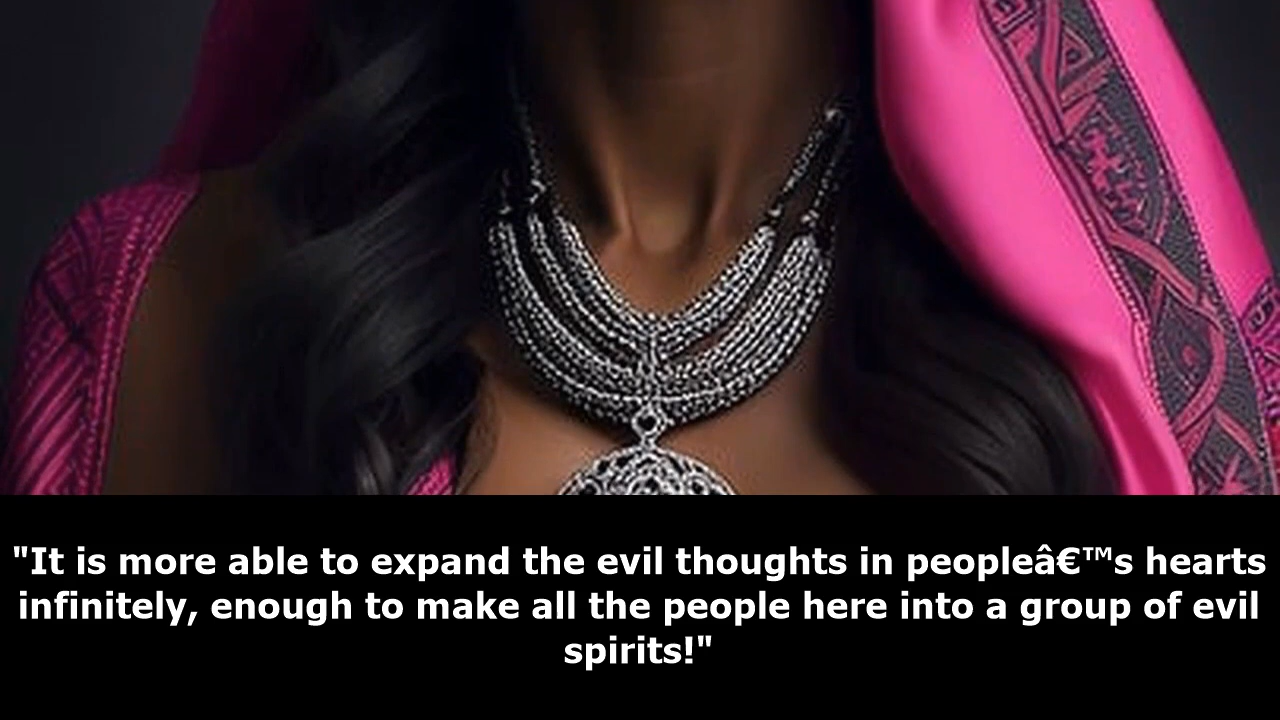 "It is more able to expand the evil thoughts in peopleâ€™s hearts
infinitely, enough to make all the people here into a group of evil
spirits!"